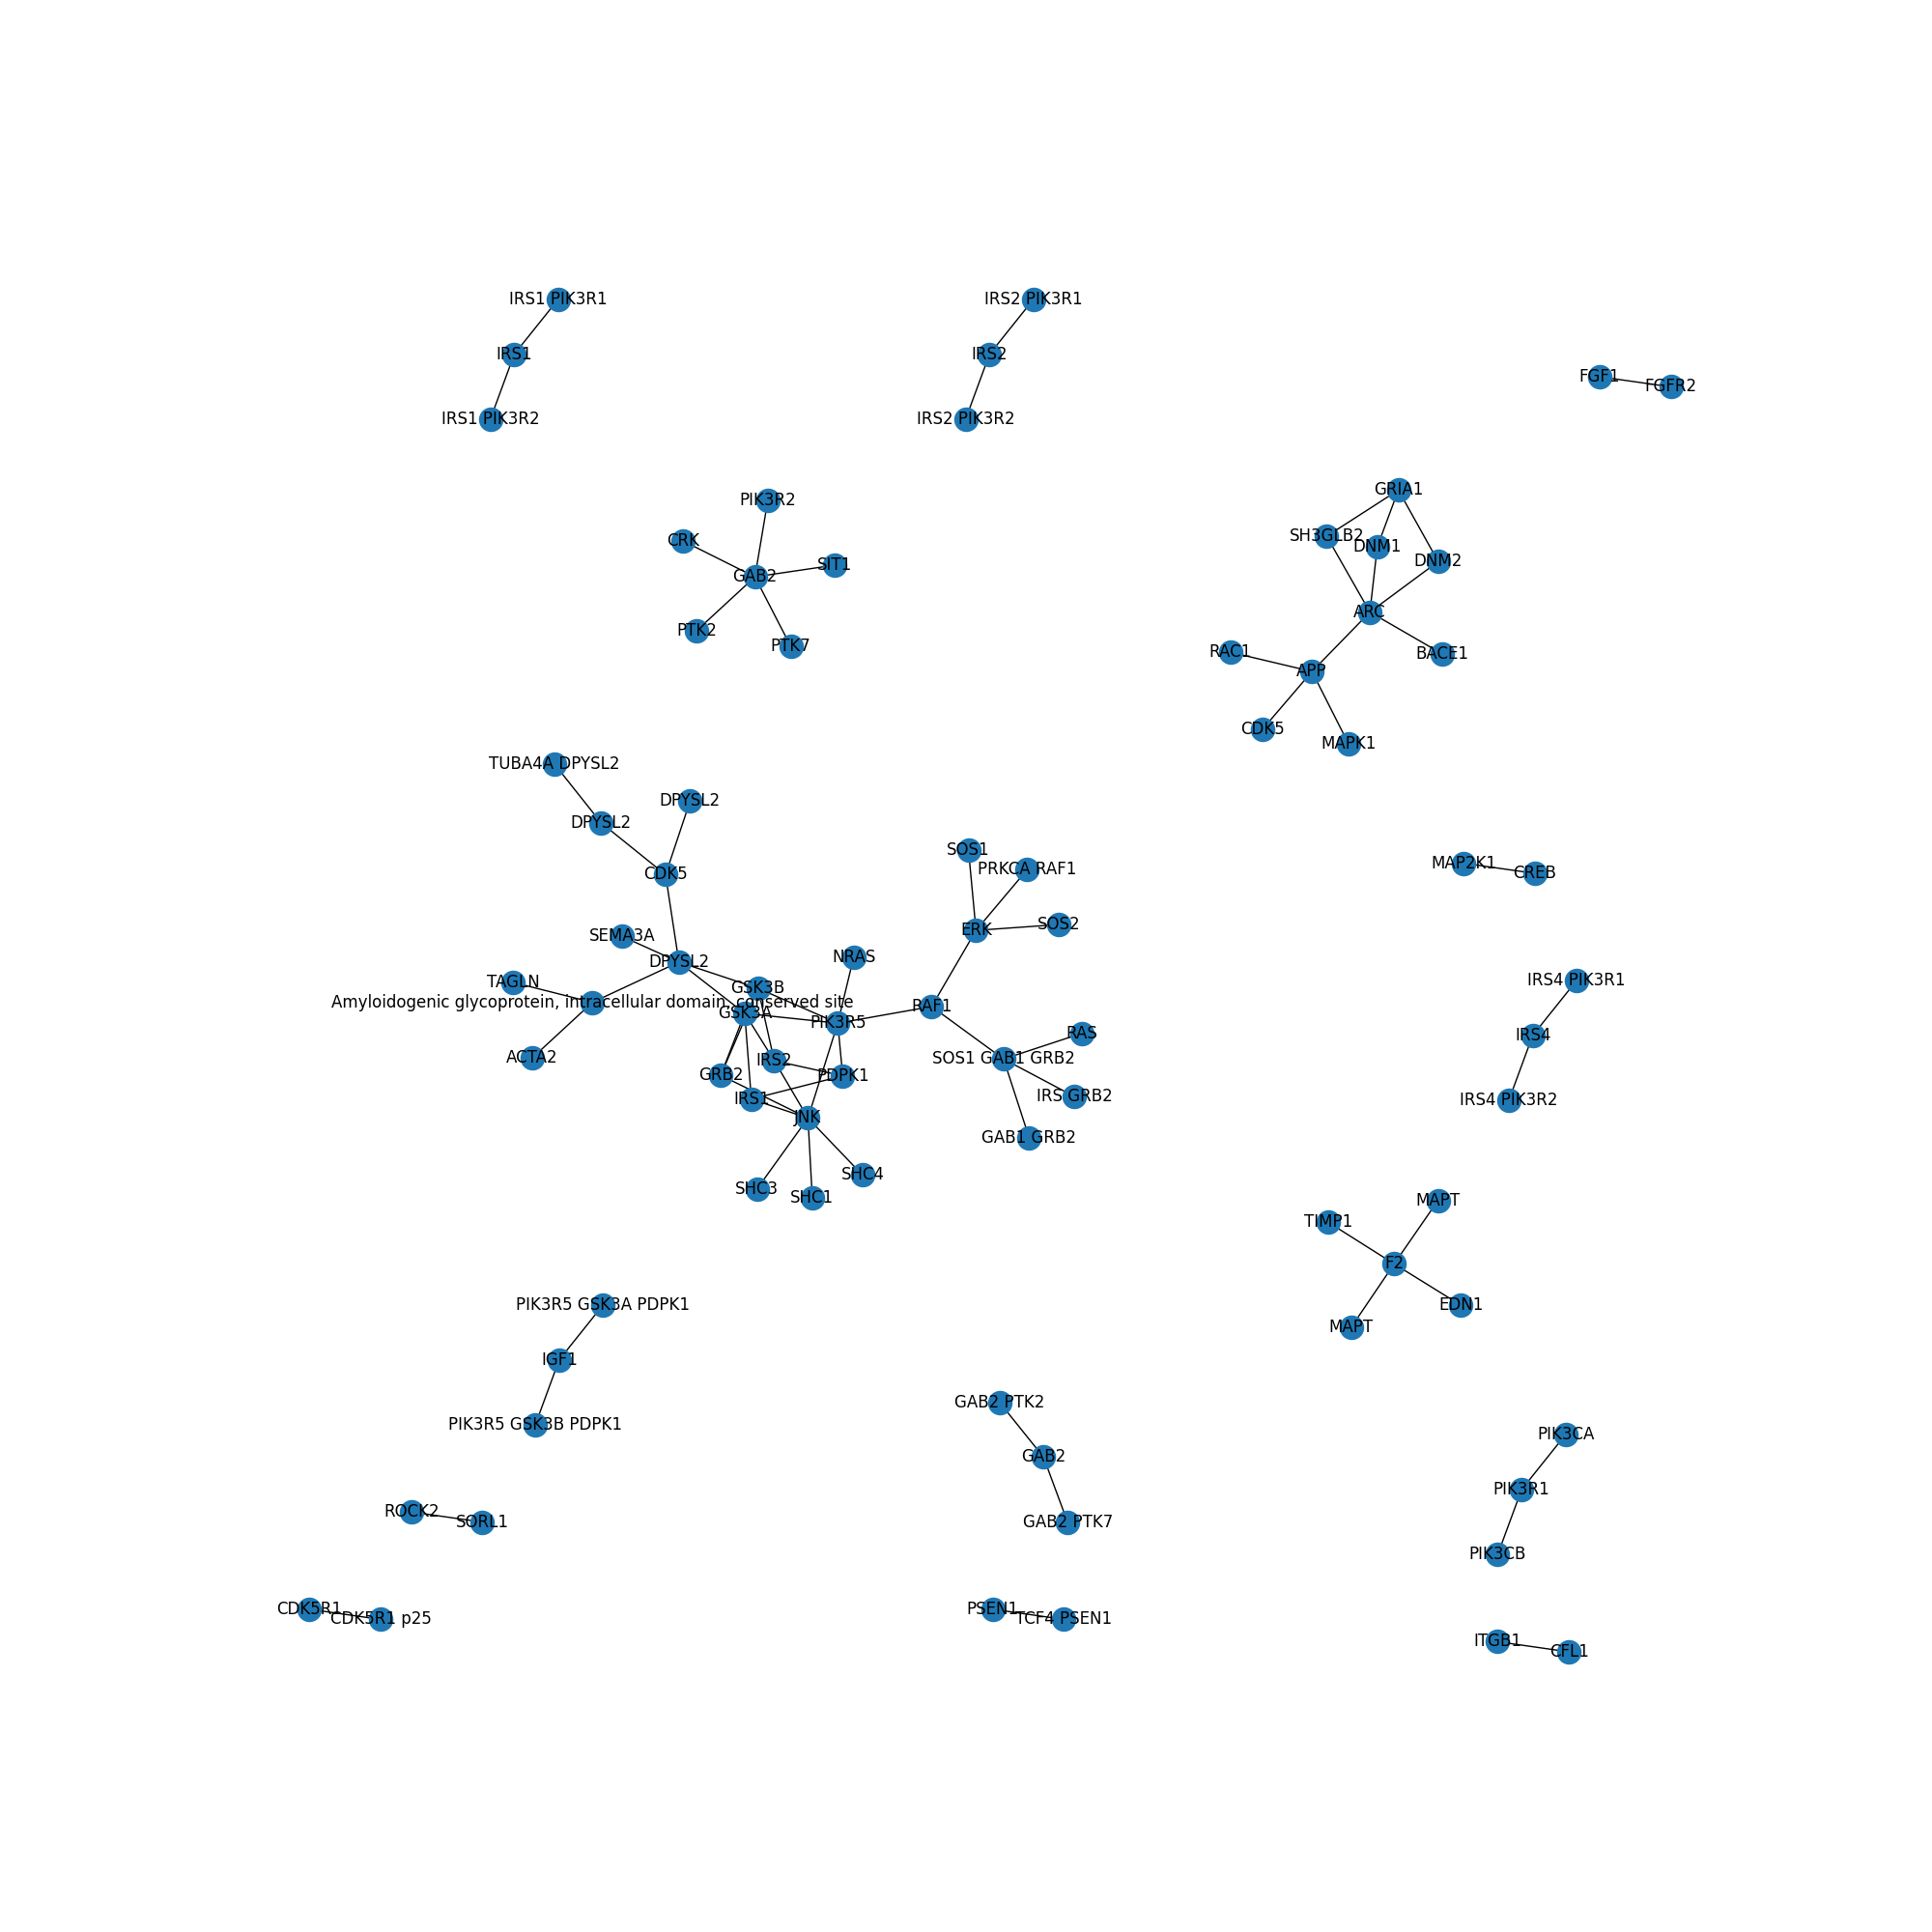 IRS1 PIK3R1
IRS2 PIK3R1
IRS1
IRS2
FGF1
FGFR2
IRS1 PIK3R2
IRS2 PIK3R2
GRIA1
PIK3R2
SH3GLB2
CRK
DNM1
DNM2
SIT1
GAB2
ARC
PTK2
PTK7
RAC1
BACE1
APP
CDK5
MAPK1
TUBA4A DPYSL2
DPYSL2
DPYSL2
CDK5
SOS1
PRKCA RAF1
MAP2K1
CREB
SOS2
ERK
SEMA3A
NRAS
DPYSL2
TAGLN
IRS4 PIK3R1
GSK3B
Amyloidogenic glycoprotein, intracellular domain, conserved site
RAF1
GSK3A
PIK3R5
RAS
IRS4
ACTA2
IRS2
SOS1 GAB1 GRB2
GRB2
PDPK1
IRS GRB2
IRS1
IRS4 PIK3R2
JNK
GAB1 GRB2
SHC4
SHC3
SHC1
MAPT
TIMP1
F2
PIK3R5 GSK3A PDPK1
EDN1
MAPT
IGF1
GAB2 PTK2
PIK3R5 GSK3B PDPK1
PIK3CA
GAB2
PIK3R1
ROCK2
SORL1
GAB2 PTK7
PIK3CB
CDK5R1
CDK5R1 p25
PSEN1
TCF4 PSEN1
ITGB1
CFL1